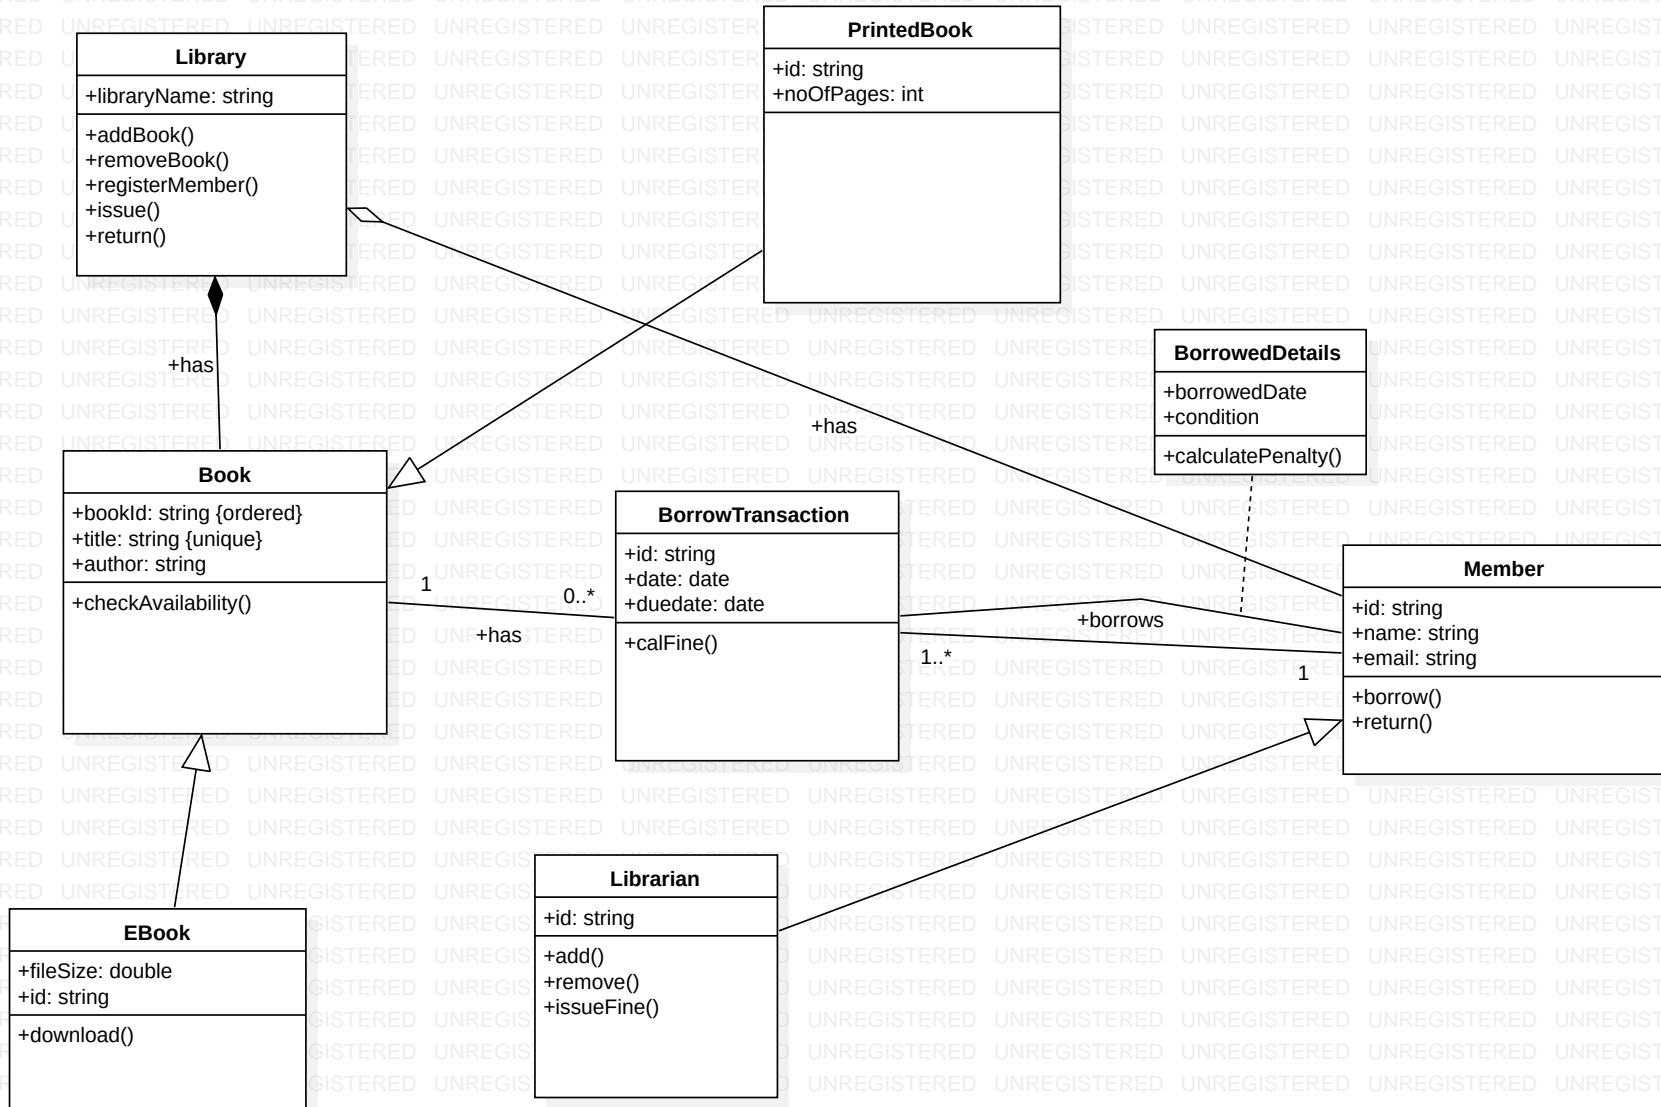 Library
+libraryName: string
+addBook()
+removeBook()
+registerMember()
+issue()
+return()
PrintedBook
+id: string
+noOfPages: int
+has
+has
BorrowedDetails
+borrowedDate
+condition
+calculatePenalty()
Book
+bookId: string {ordered}
+title: string {unique}
+author: string
+checkAvailability()
1
0..*
+has
BorrowTransaction
+id: string
+date: date
+duedate: date
+calFine()
+borrows
1..*
1
Member
+id: string
+name: string
+email: string
+borrow()
+return()
EBook
+fileSize: double
+id: string
+download()
Librarian
+id: string
+add()
+remove()
+issueFine()
UNREGISTERED